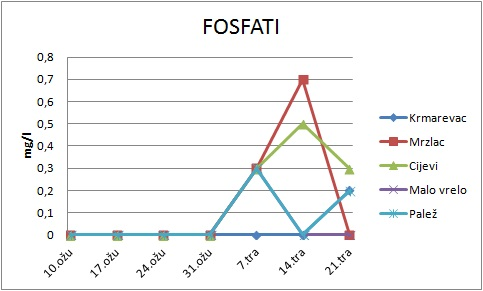 FOSFATI
mg/l
0,8
0,7
0,6
0,5
0,4
0,3
0,2
0,1
0
10.ožu
17.ožu
24.ožu
31.ožu
7.tra
14.tra
21.tra
Krmarevac
Mrzlac
Cijevi
Malo vrelo
Palež